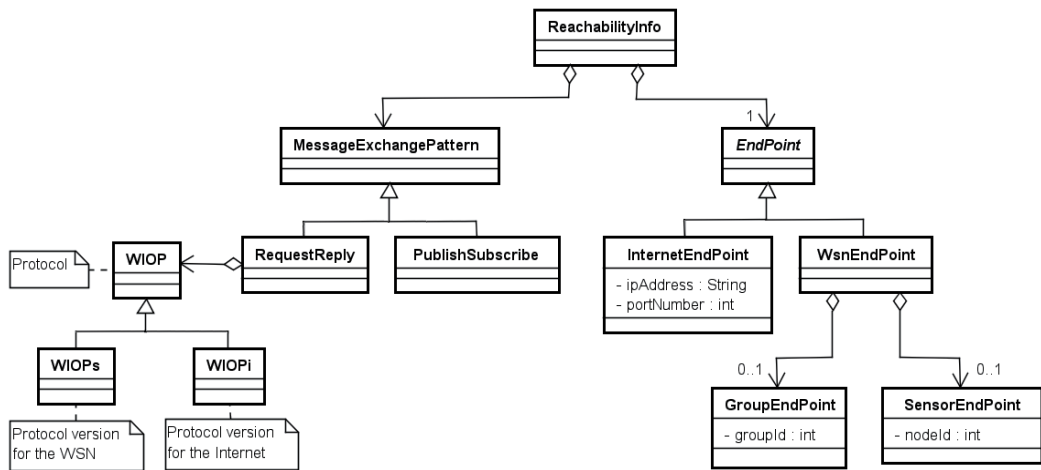 ReachabilityInfo
1
MessageExchangePattern
EndPoint
Protocol
WIOP
RequestReply
PublishSubscribe
InternetEndPoint
- ipAddress : String
- portNumber : int
WsnEndPoint
WIOPs
WIOPi
0..1
0..1
Protocol version
for the WSN
Protocol version
for the Internet
GroupEndPoint
- groupId : int
SensorEndPoint
- nodeId : int